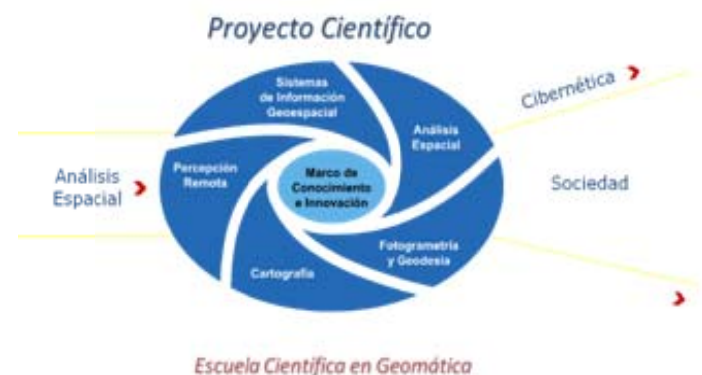 Proyecto Científico
Sistemas
de Información
Geoespacial
Cibernética
Análisis
Espacial
Percepción
Remota
Marco de
Conocimiento
e Innovación
Análisis
Espacial
Sociedad
Fotogrametría
y Geodesia
Cartografía
Escuela Científica en Geomática